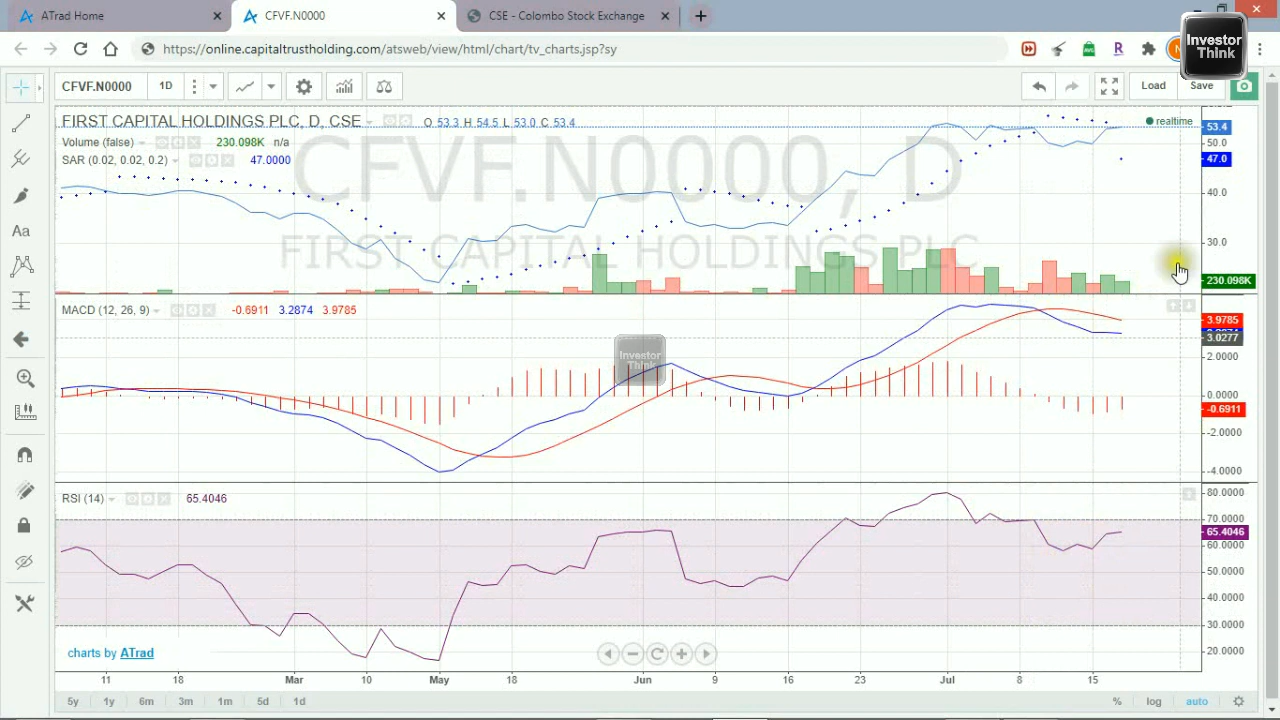 ATrad Home
CFVF.N0000
CSE - Colombo Stock Exchange
https://online.capitaltrustholding.com/atsweb/view/html/chart/tv_charts.jsp?sy
Investor
Think
CFVF.N0000
1D
Load
Save
FIRST CAPITAL HOLDINGS PLC, D, CSE
O 53.3 H 54.5 L 53.0 C 53.4
realtime
Volume (false)
230.098K n/a
SAR (0.02, 0.02, 0.2)
47.0000
CFVF.N0000, D
FIRST CAPITAL HOLDINGS PLC
53.4
50.0
47.0
40.0
30.0
230.098K
MACD (12, 26, 9)
-0.6911 3.2874 3.9785
Investor
Think
3.9785
3.0277
2.0000
0.0000
-0.6911
-2.0000
-4.0000
RSI (14)
65.4046
80.0000
70.0000
65.4046
60.0000
50.0000
40.0000
30.0000
20.0000
Aa
charts by ATrad
11 18 Mar 10 May 18 Jun 9 16 23 Jul 8 15
5y 1y 6m 3m 1m 5d 1d
% log auto